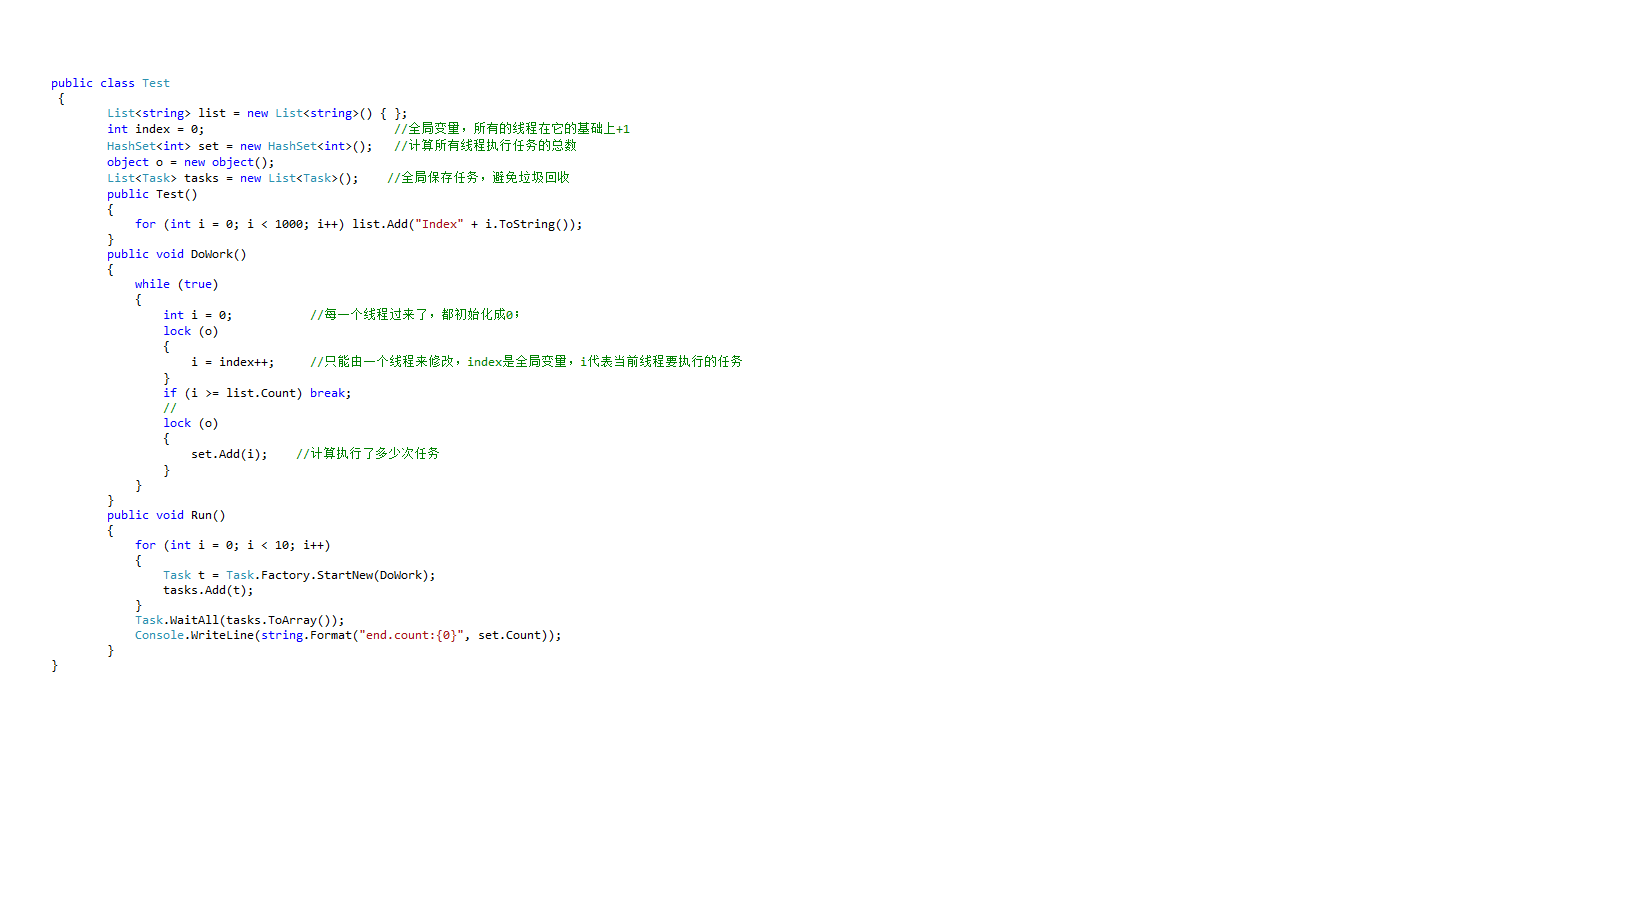 public class Test
{
List<string> list = new List<string>() { };
int index = 0; //全局变量，所有的线程在它的基础上+1
HashSet<int> set = new HashSet<int>(); //计算所有线程执行任务的总数
object o = new object();
List<Task> tasks = new List<Task>(); //全局保存任务，避免垃圾回收
public Test()
{
for (int i = 0; i < 1000; i++) list.Add("Index" + i.ToString());
}
public void DoWork()
{
while (true)
{
int i = 0; //每一个线程过来了，都初始化成0；
lock (o)
{
i = index++; //只能由一个线程来修改，index是全局变量，i代表当前线程要执行的任务
}
if (i >= list.Count) break;
//
lock (o)
{
set.Add(i); //计算执行了多少次任务
}
}
}
public void Run()
{
for (int i = 0; i < 10; i++)
{
Task t = Task.Factory.StartNew(DoWork);
tasks.Add(t);
}
Task.WaitAll(tasks.ToArray());
Console.WriteLine(string.Format("end.count:{0}", set.Count));
}
}